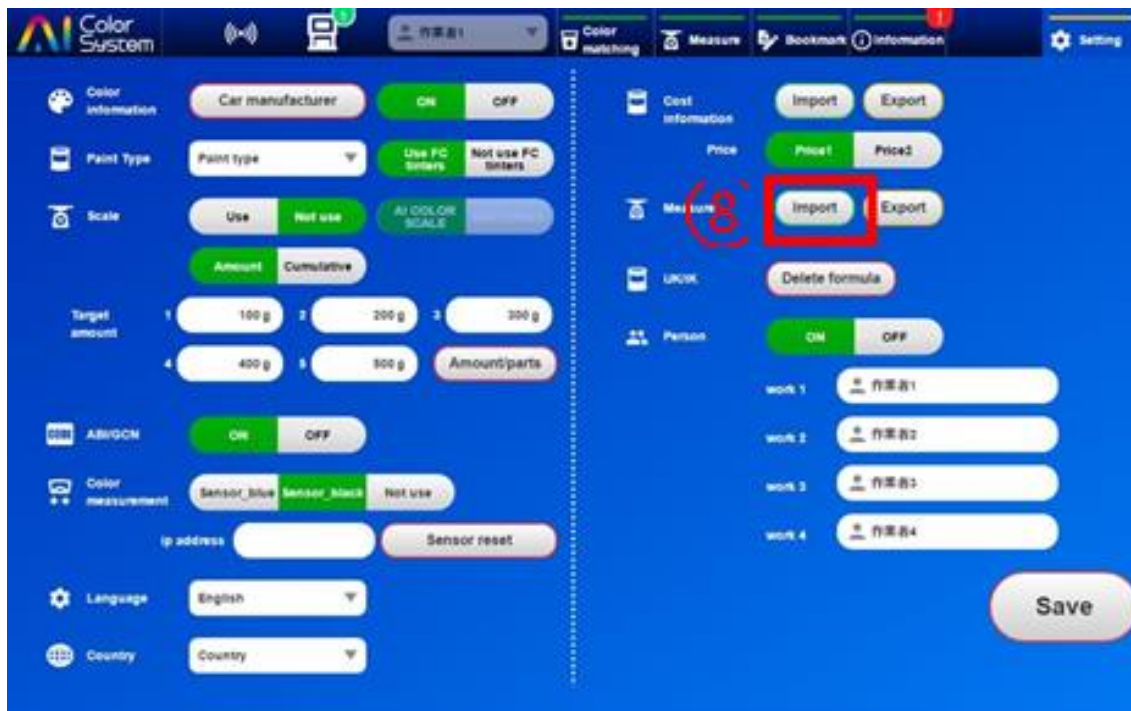 AI Color System
1
作業者1
Color matching
Measure
Bookmark
Information
1
Setting
Color information
Car manufacturer
ON
OFF
Paint Type
Paint type
Use FC tinters
Not use FC tinters
Scale
Use
Not use
AI COLOR SCALE
Amount
Cumulative
Target amount
1
100 g
2
200 g
3
300 g
4
400 g
5
500 g
Amount/parts
CODE
ABI/GCN
ON
OFF
Color measurement
Sensor_blue
Sensor_black
Not use
ip address
Sensor reset
Language
English
Country
Country
Cost information
Import
Export
Price
Price1
Price2
(8)
Measure
Import
Export
Delete formula
Person
ON
OFF
work 1
作業者1
work 2
作業者2
work 3
作業者3
work 4
作業者4
Save